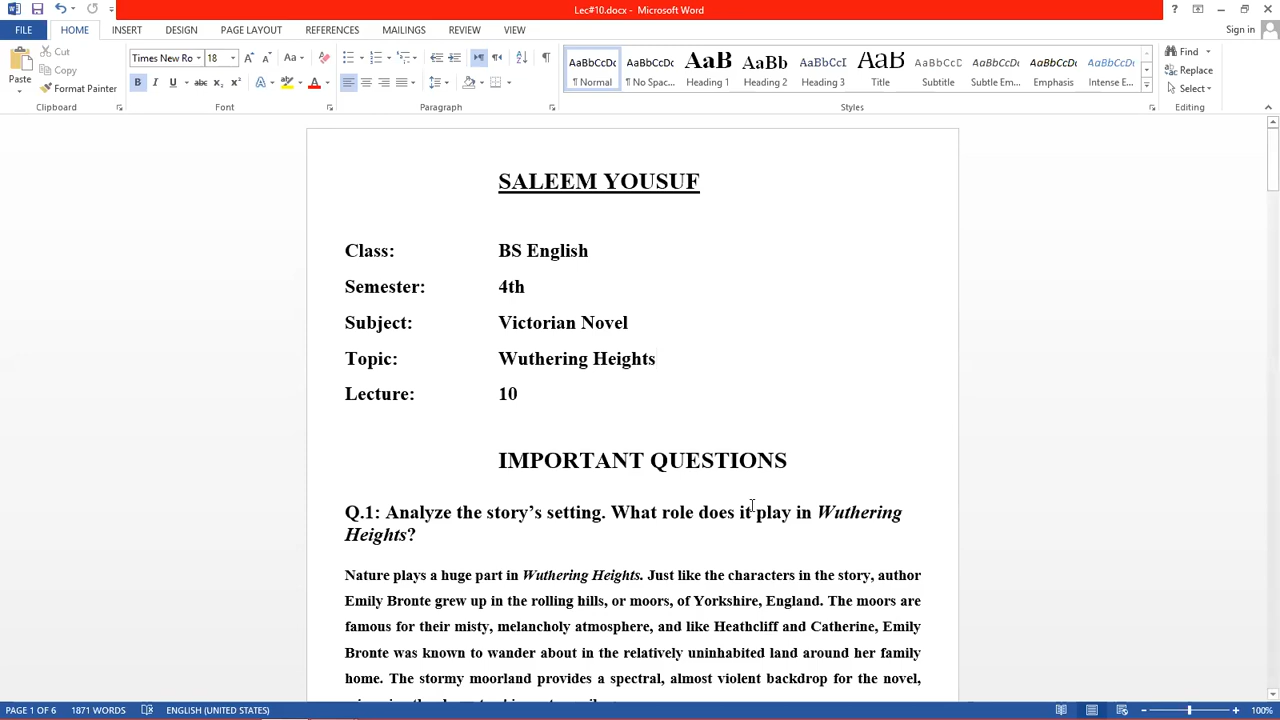 Lec#10.docx - Microsoft Word
FILE HOME INSERT DESIGN PAGE LAYOUT REFERENCES MAILINGS REVIEW VIEW Sign in
Paste
Cut
Copy
Format Painter
Times New Ro 18
AaBbCcDc AaBbCcDc AaB AaBb AaBbCcI AaB AaBbCcD AaBbCcDc AaBbCcDc AaBbCcDc
¶ Normal ¶ No Spac... Heading 1 Heading 2 Heading 3 Title Subtitle Subtle Em... Emphasis Intense E...
Find
Replace
Select
Clipboard Font Paragraph Styles Editing
SALEEM YOUSUF
Class: BS English
Semester: 4th
Subject: Victorian Novel
Topic: Wuthering Heights
Lecture: 10
IMPORTANT QUESTIONS
Q.1: Analyze the story’s setting. What role does it play in Wuthering
Heights?
Nature plays a huge part in Wuthering Heights. Just like the characters in the story, author
Emily Bronte grew up in the rolling hills, or moors, of Yorkshire, England. The moors are
famous for their misty, melancholy atmosphere, and like Heathcliff and Catherine, Emily
Bronte was known to wander about in the relatively uninhabited land around her family
home. The stormy moorland provides a spectral, almost violent backdrop for the novel,
PAGE 1 OF 6 1871 WORDS ENGLISH (UNITED STATES) 100%